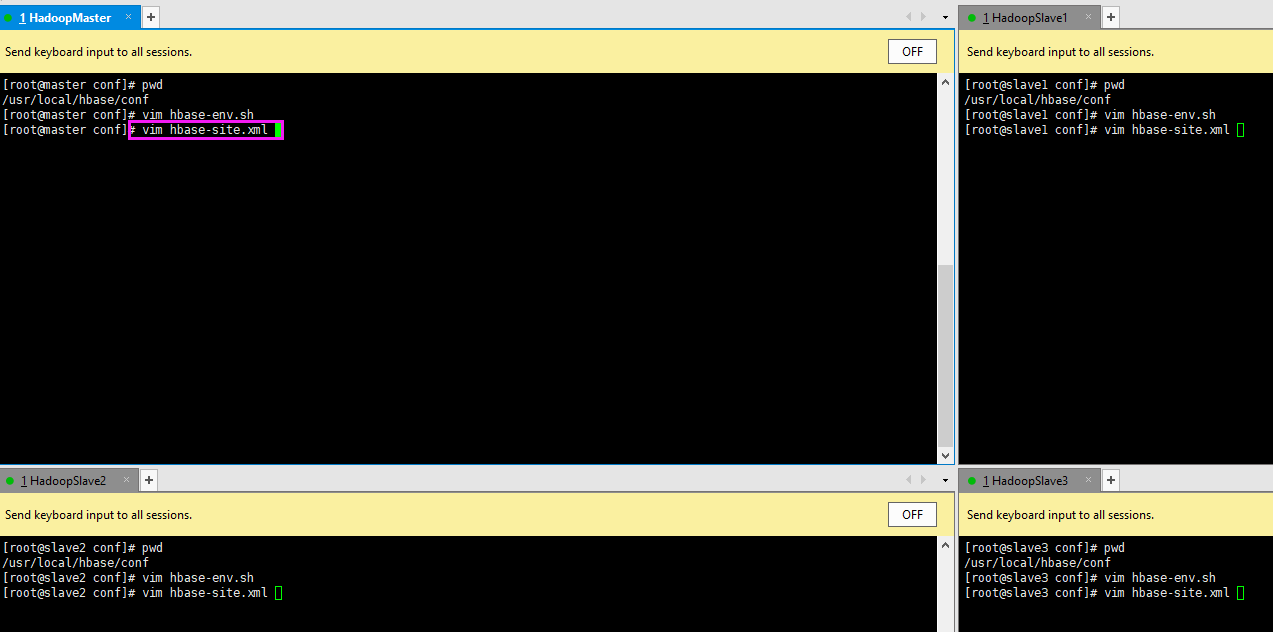 1 HadoopMaster × +
Send keyboard input to all sessions.
OFF
[root@master conf]# pwd
/usr/local/hbase/conf
[root@master conf]# vim hbase-env.sh
[root@master conf]# vim hbase-site.xml
1 HadoopSlave1 × +
Send keyboard input to all sessions.
[root@slave1 conf]# pwd
/usr/local/hbase/conf
[root@slave1 conf]# vim hbase-env.sh
[root@slave1 conf]# vim hbase-site.xml
1 HadoopSlave2 × +
Send keyboard input to all sessions.
OFF
[root@slave2 conf]# pwd
/usr/local/hbase/conf
[root@slave2 conf]# vim hbase-env.sh
[root@slave2 conf]# vim hbase-site.xml
1 HadoopSlave3 × +
Send keyboard input to all sessions.
[root@slave3 conf]# pwd
/usr/local/hbase/conf
[root@slave3 conf]# vim hbase-env.sh
[root@slave3 conf]# vim hbase-site.xml